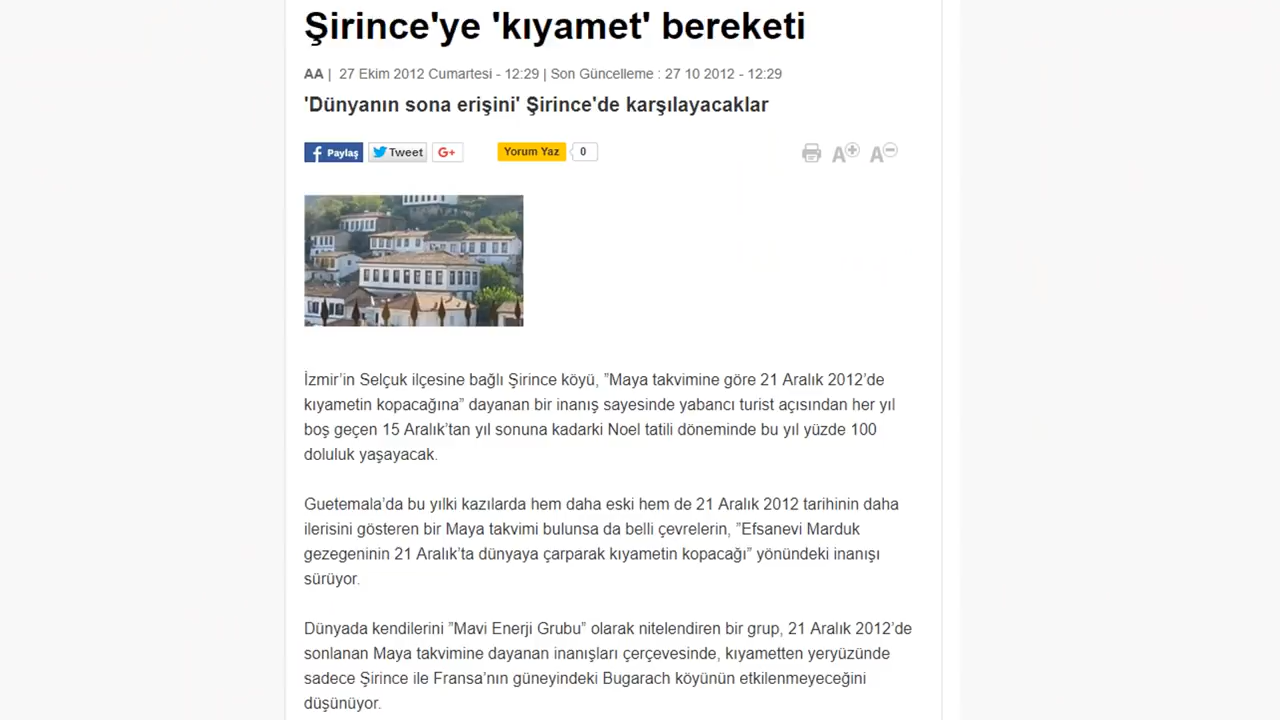 Şirince'ye 'kıyamet' bereketi
AA | 27 Ekim 2012 Cumartesi - 12:29 | Son Güncelleme : 27 10 2012 - 12:29
'Dünyanın sona erişini' Şirince'de karşılayacaklar
f Paylaş Tweet G+ Yorum Yaz 0 A+ A-
İzmir’in Selçuk ilçesine bağlı Şirince köyü, ”Maya takvimine göre 21 Aralık 2012’de
kıyametin kopacağına” dayanan bir inanış sayesinde yabancı turist açısından her yıl
boş geçen 15 Aralık’tan yıl sonuna kadarki Noel tatili döneminde bu yıl yüzde 100
doluluk yaşayacak.
Guetemala’da bu yılki kazılarda hem daha eski hem de 21 Aralık 2012 tarihinin daha
ilerisini gösteren bir Maya takvimi bulunsa da belli çevrelerin, ”Efsanevi Marduk
gezegeninin 21 Aralık’ta dünyaya çarparak kıyametin kopacağı” yönündeki inanışı
sürüyor.
Dünyada kendilerini ”Mavi Enerji Grubu” olarak nitelendiren bir grup, 21 Aralık 2012’de
sonlanan Maya takvimine dayanan inanışları çerçevesinde, kıyametten yeryüzünde
sadece Şirince ile Fransa’nın güneyindeki Bugarach köyünün etkilenmeyeceğini
düşünüyor.